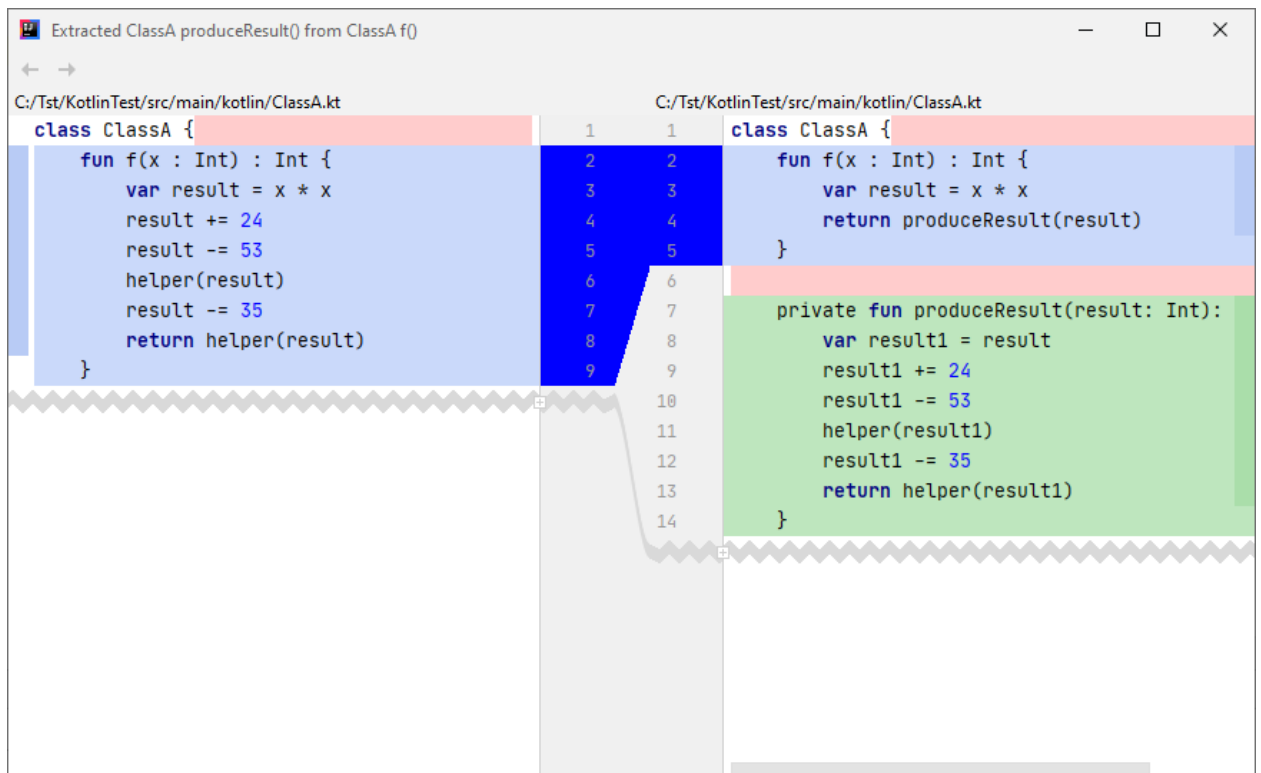 Extracted ClassA produceResult() from ClassA f()
C:/Tst/KotlinTest/src/main/kotlin/ClassA.kt
class ClassA {
    fun f(x : Int) : Int {
        var result = x * x
        result += 24
        result -= 53
        helper(result)
        result -= 35
        return helper(result)
    }
1
2
3
4
5
6
7
8
9
C:/Tst/KotlinTest/src/main/kotlin/ClassA.kt
1 class ClassA {
2     fun f(x : Int) : Int {
3         var result = x * x
4         return produceResult(result)
5     }
6
7     private fun produceResult(result: Int):
8         var result1 = result
9         result1 += 24
10         result1 -= 53
11         helper(result1)
12         result1 -= 35
13         return helper(result1)
14     }